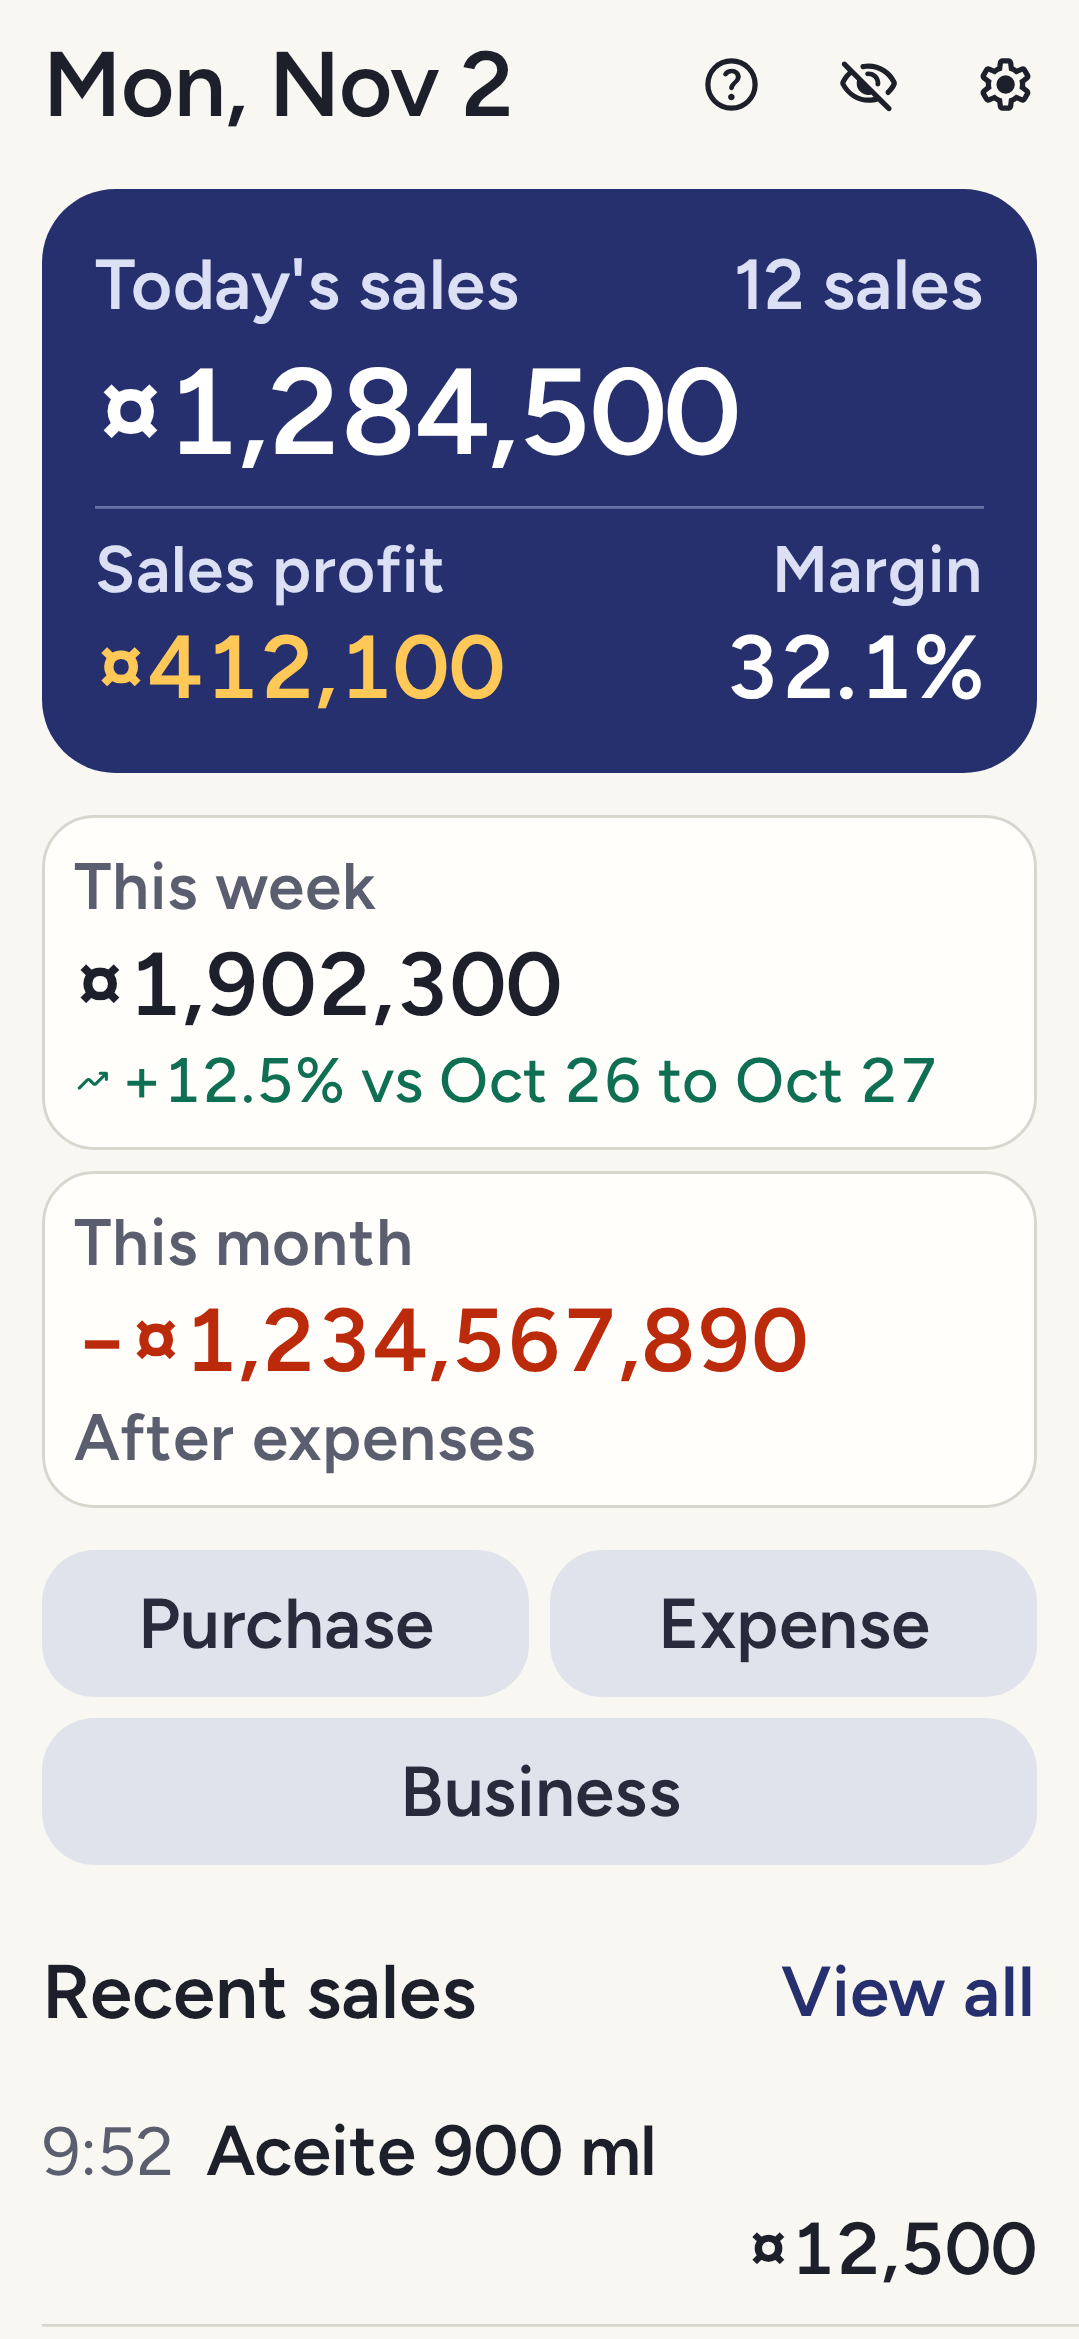 Mon, Nov 2
Today's sales 12 sales
¤1,284,500
Sales profit Margin
¤412,100 32.1%
This week
¤1,902,300
+12.5% vs Oct 26 to Oct 27
This month
−¤1,234,567,890
After expenses
Purchase Expense
Business
Recent sales View all
9:52 Aceite 900 ml
¤12,500